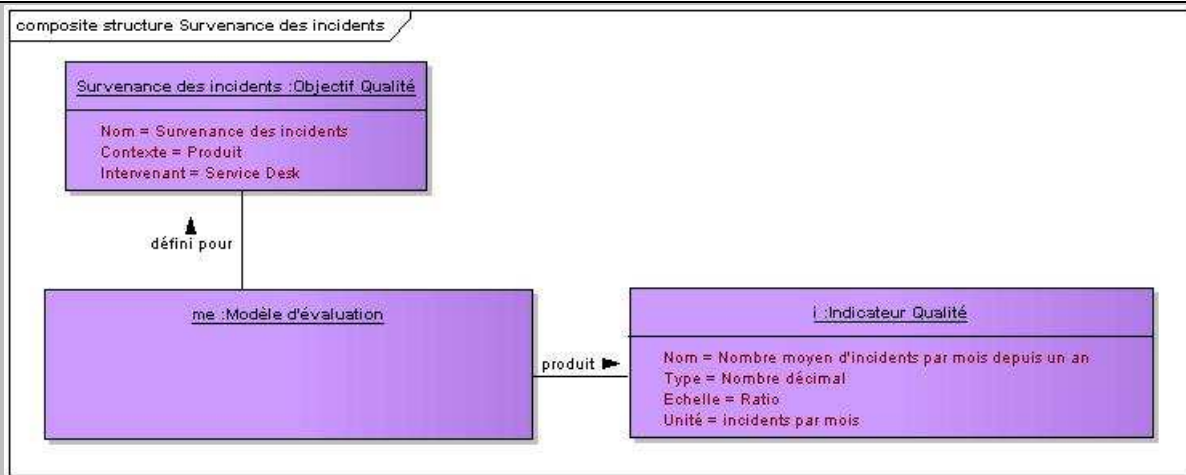 composite structure Survenance des incidents
Survenance des incidents :Objectif Qualité
Nom = Survenance des incidents
Contexte = Produit
Intervenant = Service Desk
défini pour
me :Modèle d'évaluation
produit
i :Indicateur Qualité
Nom = Nombre moyen d'incidents par mois depuis un an
Type = Nombre décimal
Echelle = Ratio
Unité = incidents par mois